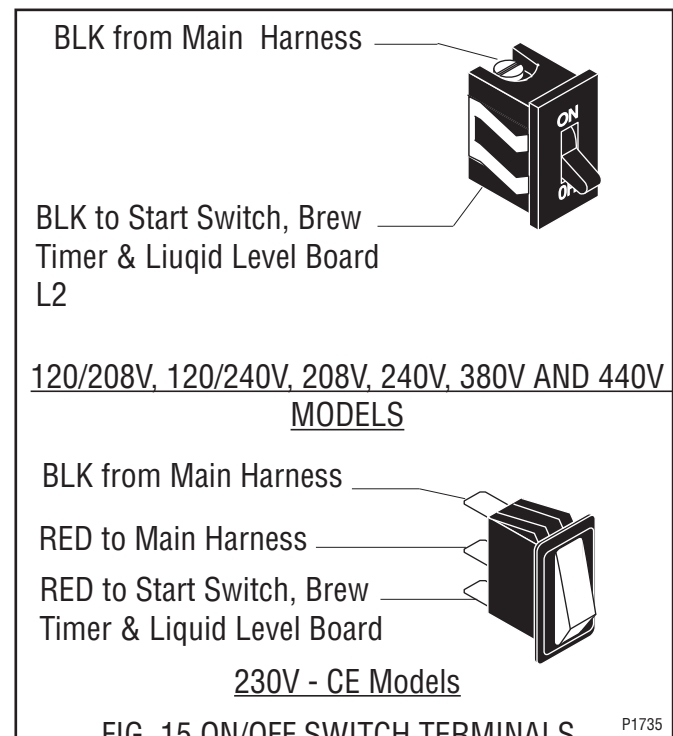 BLK from Main Harness
ON
OFF
BLK to Start Switch, Brew
Timer & Liuqid Level Board
L2
120/208V, 120/240V, 208V, 240V, 380V AND 440V
MODELS
BLK from Main Harness
RED to Main Harness
RED to Start Switch, Brew
Timer & Liquid Level Board
230V - CE Models
FIG. 15 ON/OFF SWITCH TERMINALS
P1735